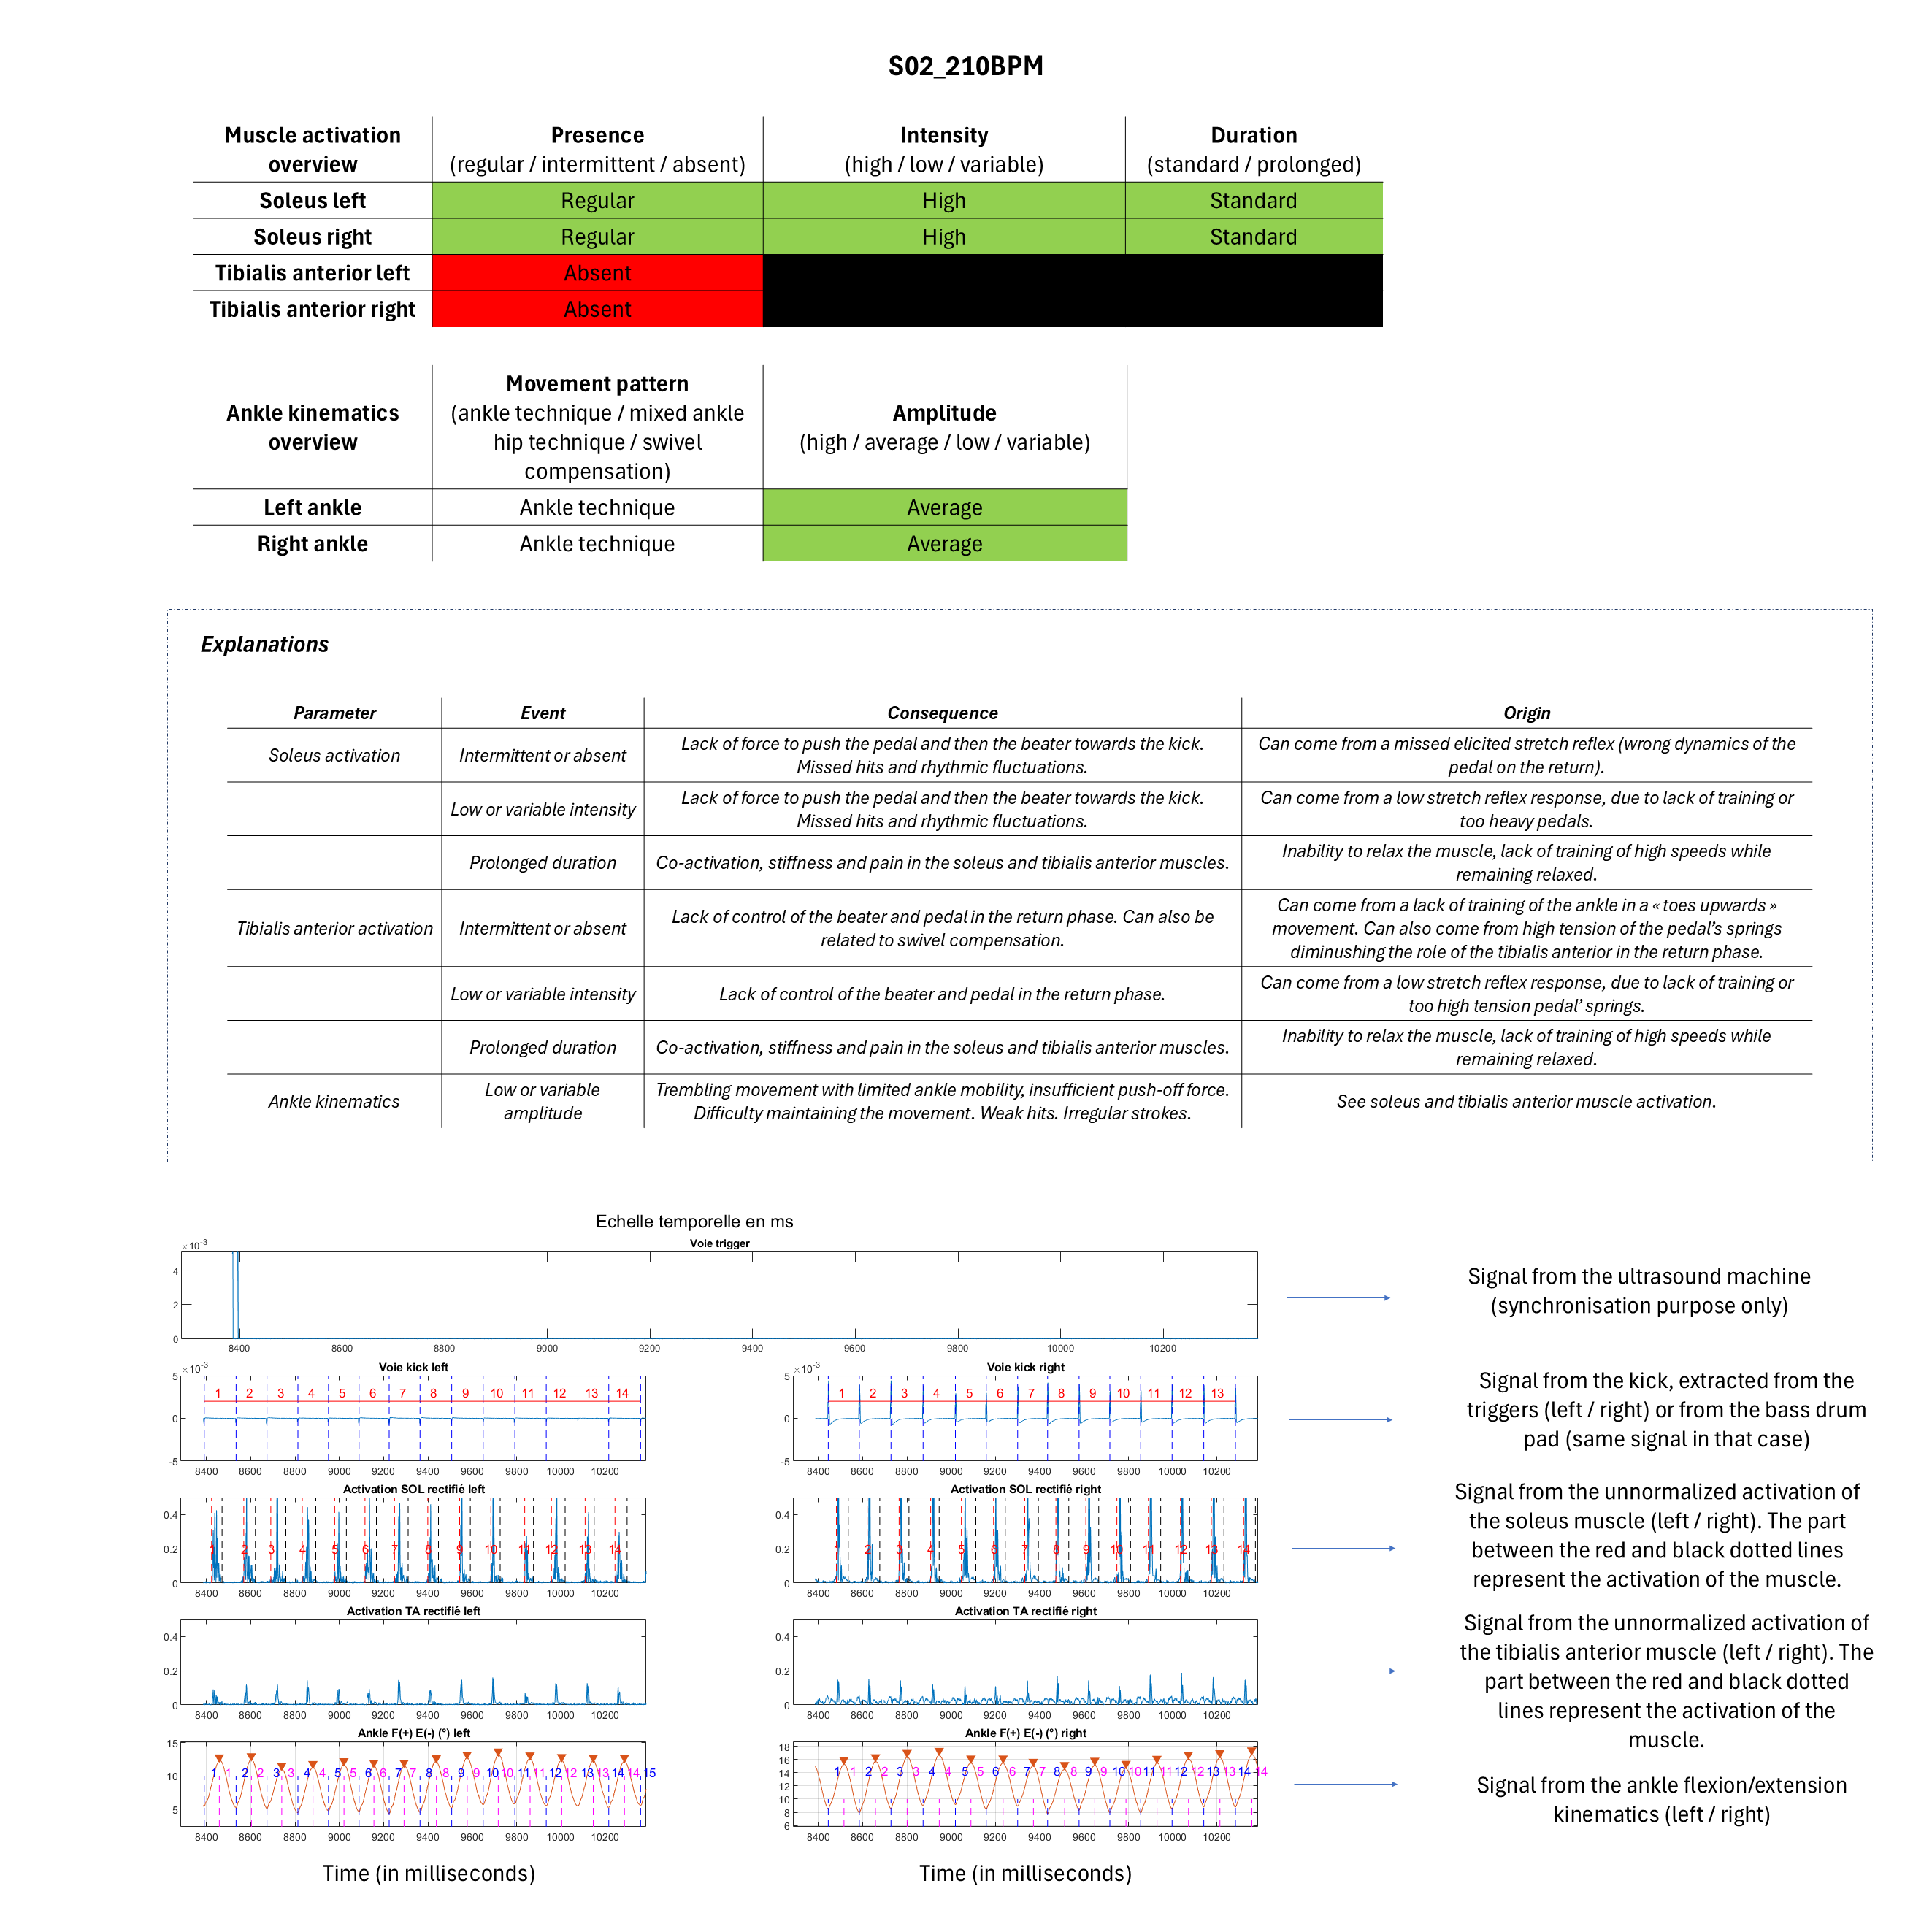 S02_210BPM
Muscle activation overview | Presence (regular / intermittent / absent) | Intensity (high / low / variable) | Duration (standard / prolonged)
Soleus left | Regular | High | Standard
Soleus right | Regular | High | Standard
Tibialis anterior left | Absent
Tibialis anterior right | Absent
Ankle kinematics overview | Movement pattern (ankle technique / mixed ankle hip technique / swivel compensation) | Amplitude (high / average / low / variable)
Left ankle | Ankle technique | Average
Right ankle | Ankle technique | Average
Explanations
Parameter | Event | Consequence | Origin
Soleus activation | Intermittent or absent | Lack of force to push the pedal and then the beater towards the kick. Missed hits and rhythmic fluctuations. | Can come from a missed elicited stretch reflex (wrong dynamics of the pedal on the return).
Low or variable intensity | Lack of force to push the pedal and then the beater towards the kick. Missed hits and rhythmic fluctuations. | Can come from a low stretch reflex response, due to lack of training or too heavy pedals.
Prolonged duration | Co-activation, stiffness and pain in the soleus and tibialis anterior muscles. | Inability to relax the muscle, lack of training of high speeds while remaining relaxed.
Tibialis anterior activation | Intermittent or absent | Lack of control of the beater and pedal in the return phase. Can also be related to swivel compensation. | Can come from a lack of training of the ankle in a « toes upwards » movement. Can also come from high tension of the pedal's springs diminushing the role of the tibialis anterior in the return phase.
Low or variable intensity | Lack of control of the beater and pedal in the return phase. | Can come from a low stretch reflex response, due to lack of training or too high tension pedal' springs.
Prolonged duration | Co-activation, stiffness and pain in the soleus and tibialis anterior muscles. | Inability to relax the muscle, lack of training of high speeds while remaining relaxed.
Ankle kinematics | Low or variable amplitude | Trembling movement with limited ankle mobility, insufficient push-off force. Difficulty maintaining the movement. Weak hits. Irregular strokes. | See soleus and tibialis anterior muscle activation.
Echelle temporelle en ms
Voie trigger
×10-3
4
2
0
8400 8600 8800 9000 9200 9400 9600 9800 10000 10200
Signal from the ultrasound machine
(synchronisation purpose only)
Voie kick left
×10-3
5
0
-5
1 2 3 4 5 6 7 8 9 10 11 12 13 14
8400 8600 8800 9000 9200 9400 9600 9800 10000 10200
Voie kick right
×10-3
5
0
-5
1 2 3 4 5 6 7 8 9 10 11 12 13
8400 8600 8800 9000 9200 9400 9600 9800 10000 10200
Signal from the kick, extracted from the
triggers (left / right) or from the bass drum
pad (same signal in that case)
Activation SOL rectifié left
0.4
0.2
0
1 2 3 4 5 6 7 8 9 10 11 12 13 14
8400 8600 8800 9000 9200 9400 9600 9800 10000 10200
Activation SOL rectifié right
0.4
0.2
0
1 2 3 4 5 6 7 8 9 10 11 12 13 14
8400 8600 8800 9000 9200 9400 9600 9800 10000 10200
Signal from the unnormalized activation of
the soleus muscle (left / right). The part
between the red and black dotted lines
represent the activation of the muscle.
Activation TA rectifié left
0.4
0.2
0
8400 8600 8800 9000 9200 9400 9600 9800 10000 10200
Activation TA rectifié right
0.4
0.2
0
8400 8600 8800 9000 9200 9400 9600 9800 10000 10200
Signal from the unnormalized activation of
the tibialis anterior muscle (left / right). The
part between the red and black dotted
lines represent the activation of the
muscle.
Ankle F(+) E(-) (°) left
15
10
5
1 1 2 2 3 3 4 4 5 5 6 6 7 7 8 8 9 9 10 10 11 11 12 12 13 13 14 14 15
8400 8600 8800 9000 9200 9400 9600 9800 10000 10200
Ankle F(+) E(-) (°) right
18
16
14
12
10
8
6
1 1 2 2 3 3 4 4 5 5 6 6 7 7 8 8 9 9 10 10 11 11 12 12 13 13 14 14
8400 8600 8800 9000 9200 9400 9600 9800 10000 10200
Signal from the ankle flexion/extension
kinematics (left / right)
Time (in milliseconds)
Time (in milliseconds)